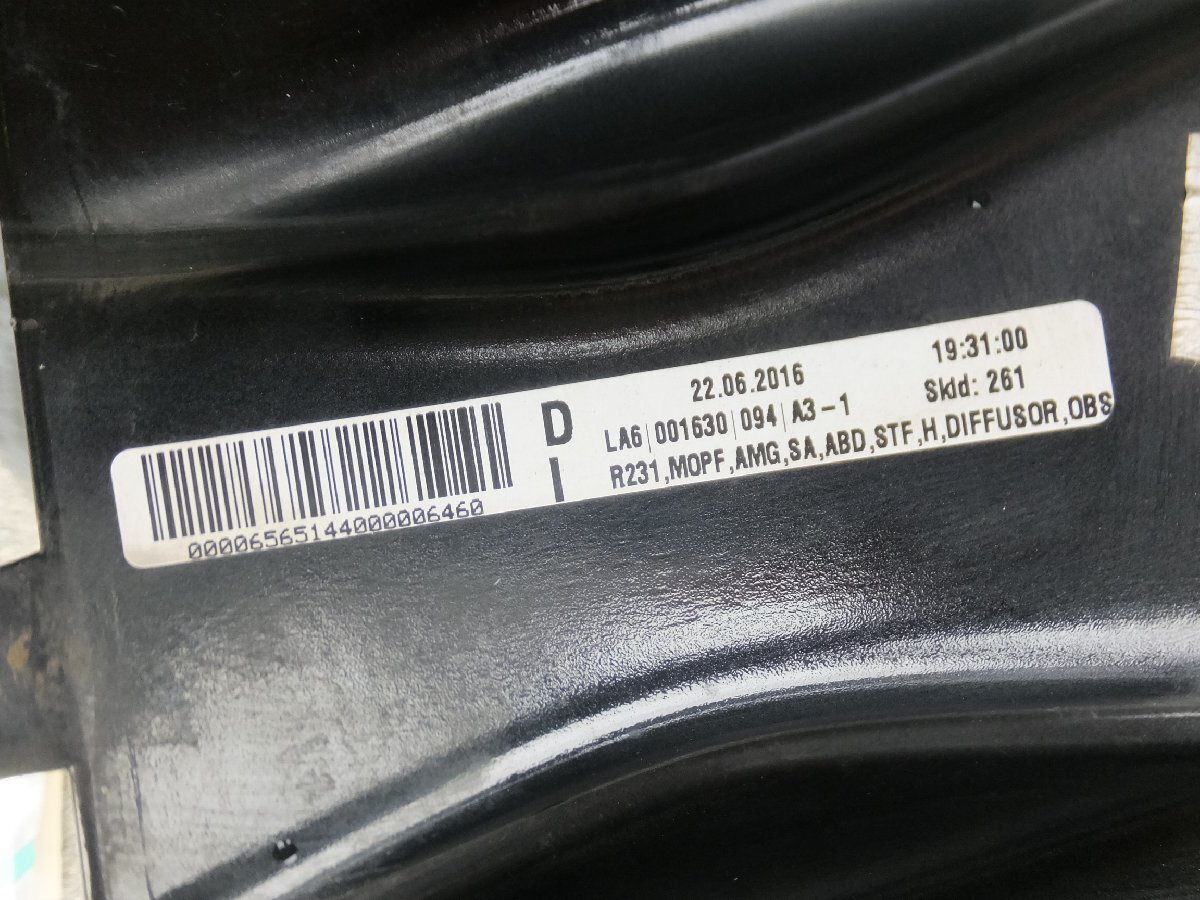 22.06.2016 19:31:00
D LA6|001630|094|A3-1 SkId: 261
I R231,MOPF,AMG,SA,ABD,STF,H,DIFFUSOR,OBS
00006565144000006460